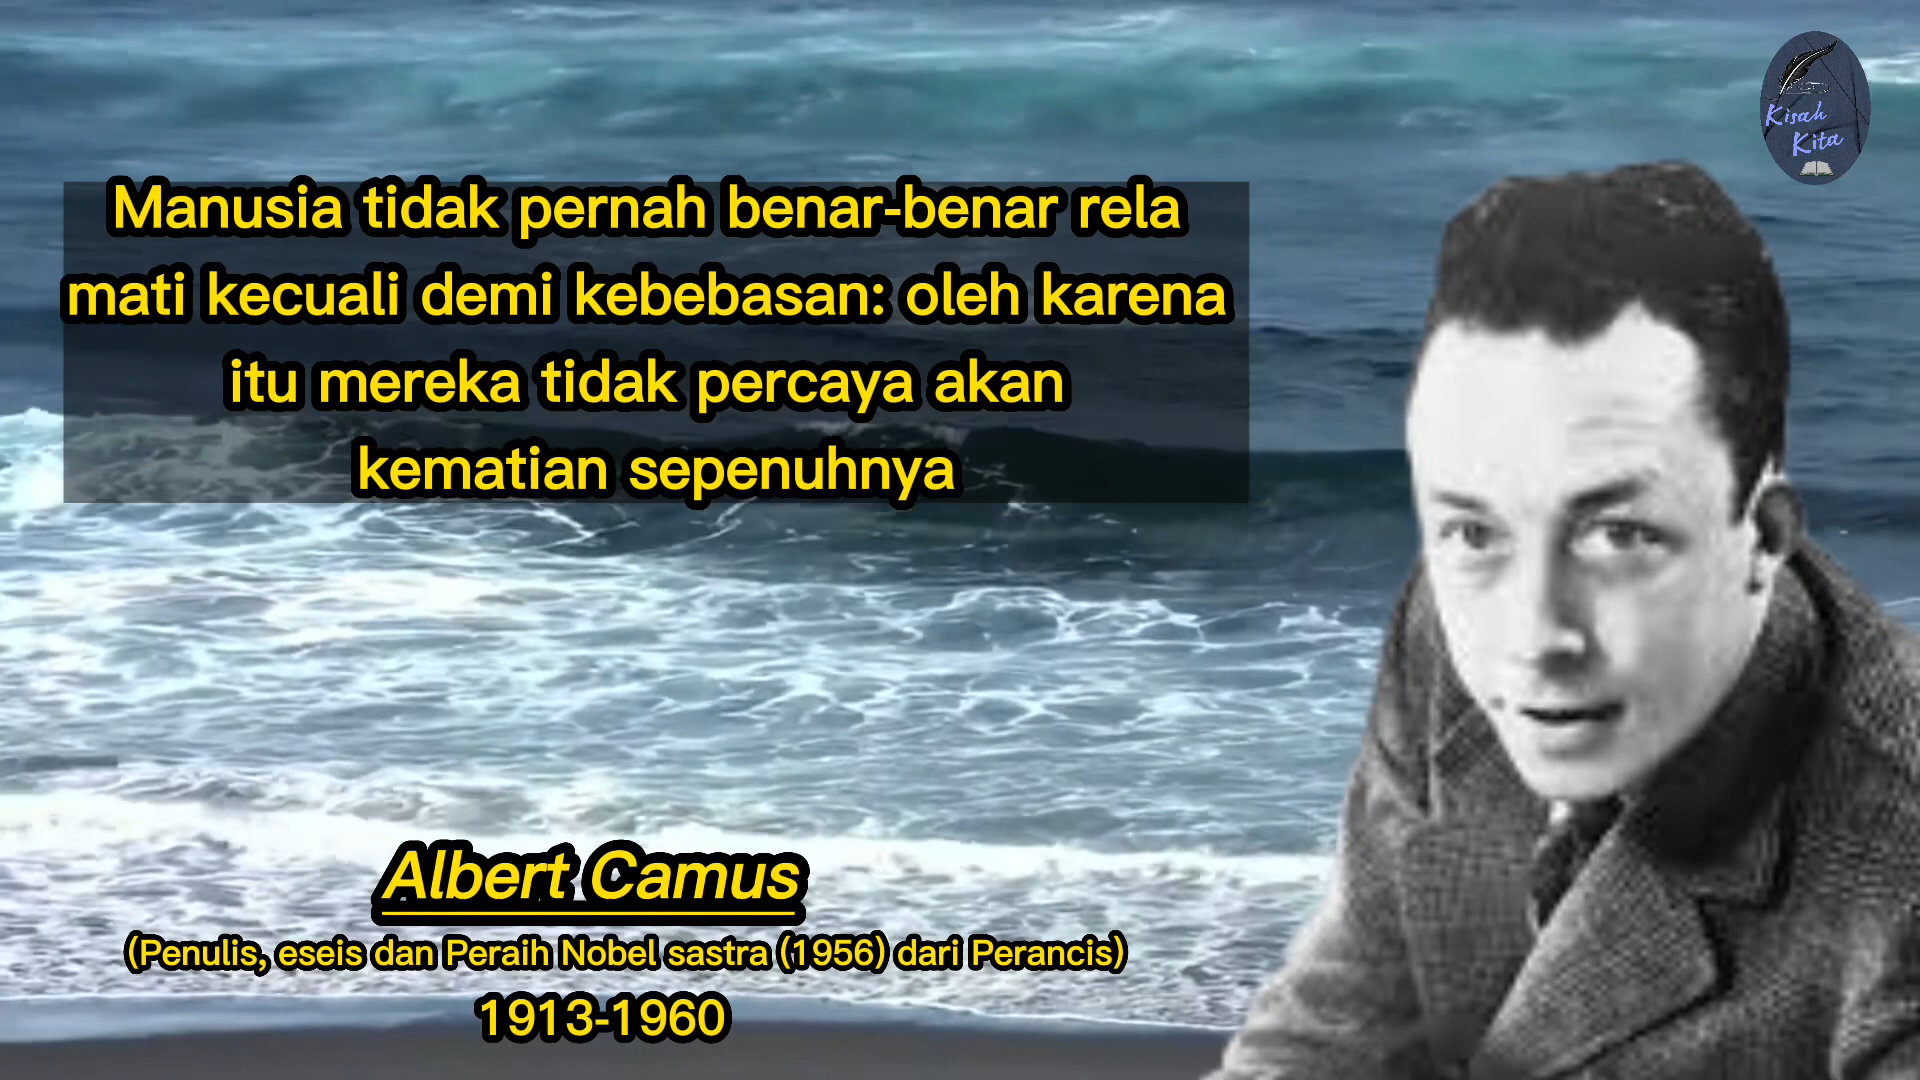 Kisah
Kita
Manusia tidak pernah benar-benar rela
mati kecuali demi kebebasan: oleh karena
itu mereka tidak percaya akan
kematian sepenuhnya
Albert Camus
(Penulis, eseis dan Peraih Nobel sastra (1956) dari Perancis)
1913-1960